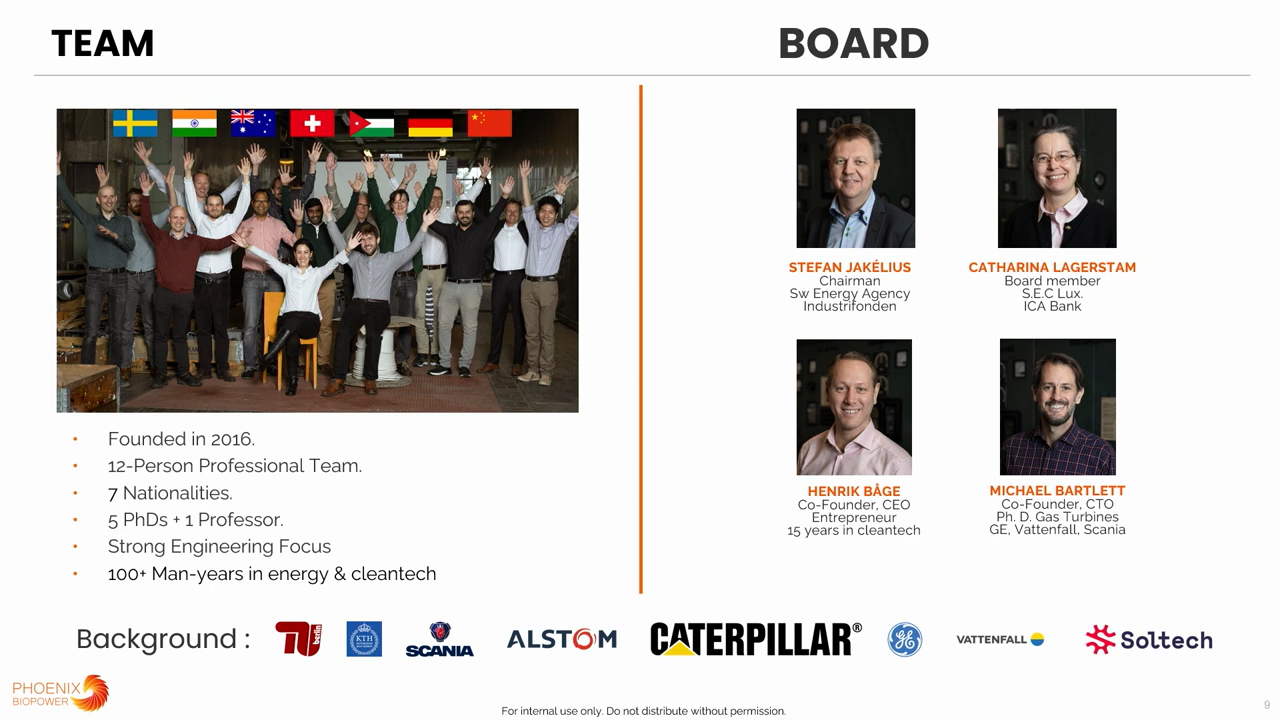 TEAM
BOARD
STEFAN JAKÉLIUS
Chairman
Sw Energy Agency
Industrifonden
CATHARINA LAGERSTAM
Board member
S.E.C Lux.
ICA Bank
HENRIK BÅGE
Co-Founder, CEO
Entrepreneur
15 years in cleantech
MICHAEL BARTLETT
Co-Founder, CTO
Ph. D. Gas Turbines
GE, Vattenfall, Scania
• Founded in 2016.
• 12-Person Professional Team.
• 7 Nationalities.
• 5 PhDs + 1 Professor.
• Strong Engineering Focus
• 100+ Man-years in energy & cleantech
Background :
TU berlin
KTH
SCANIA
ALSTOM
CATERPILLAR®
GE
VATTENFALL
Soltech
PHOENIX
BIOPOWER
For internal use only. Do not distribute without permission.
9